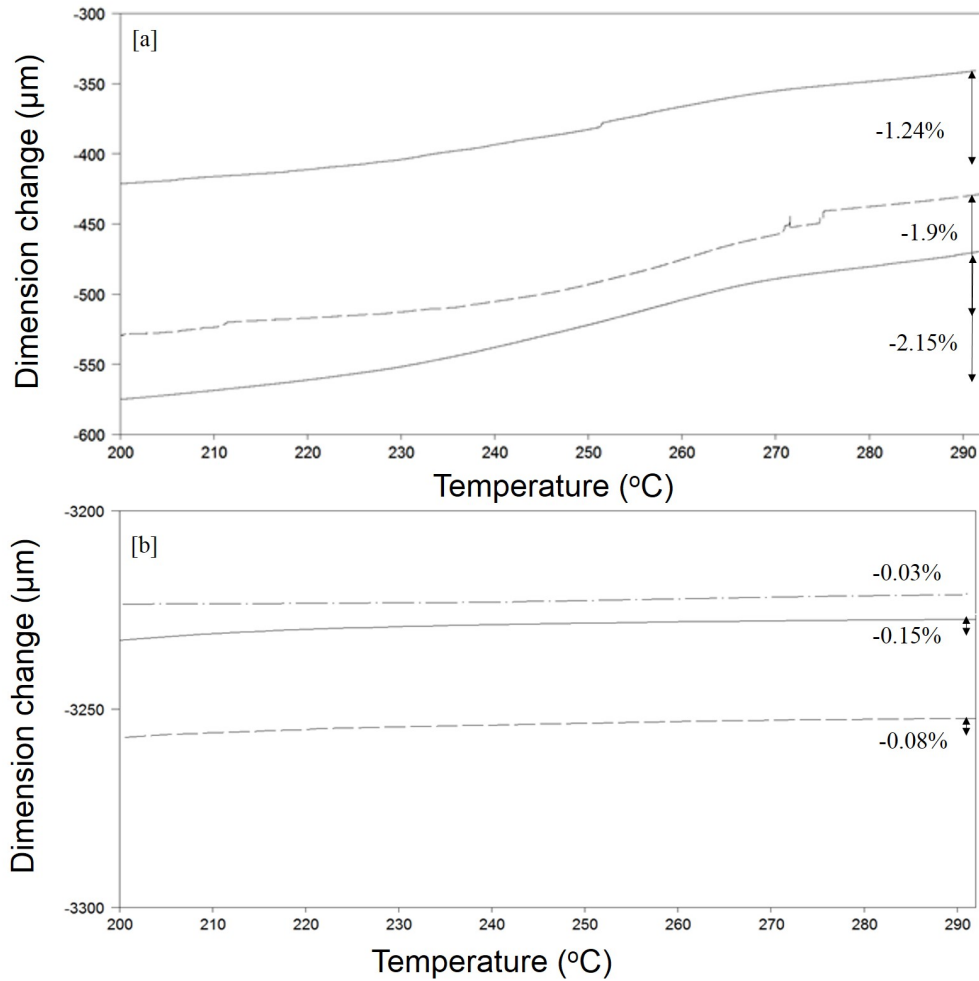 [a]
Dimension change (µm)
-300
-350
-400
-450
-500
-550
-600
-1.24%
-1.9%
-2.15%
200 210 220 230 240 250 260 270 280 290
Temperature (°C)
[b]
Dimension change (µm)
-3200
-3250
-3300
-0.03%
-0.15%
-0.08%
200 210 220 230 240 250 260 270 280 290
Temperature (°C)